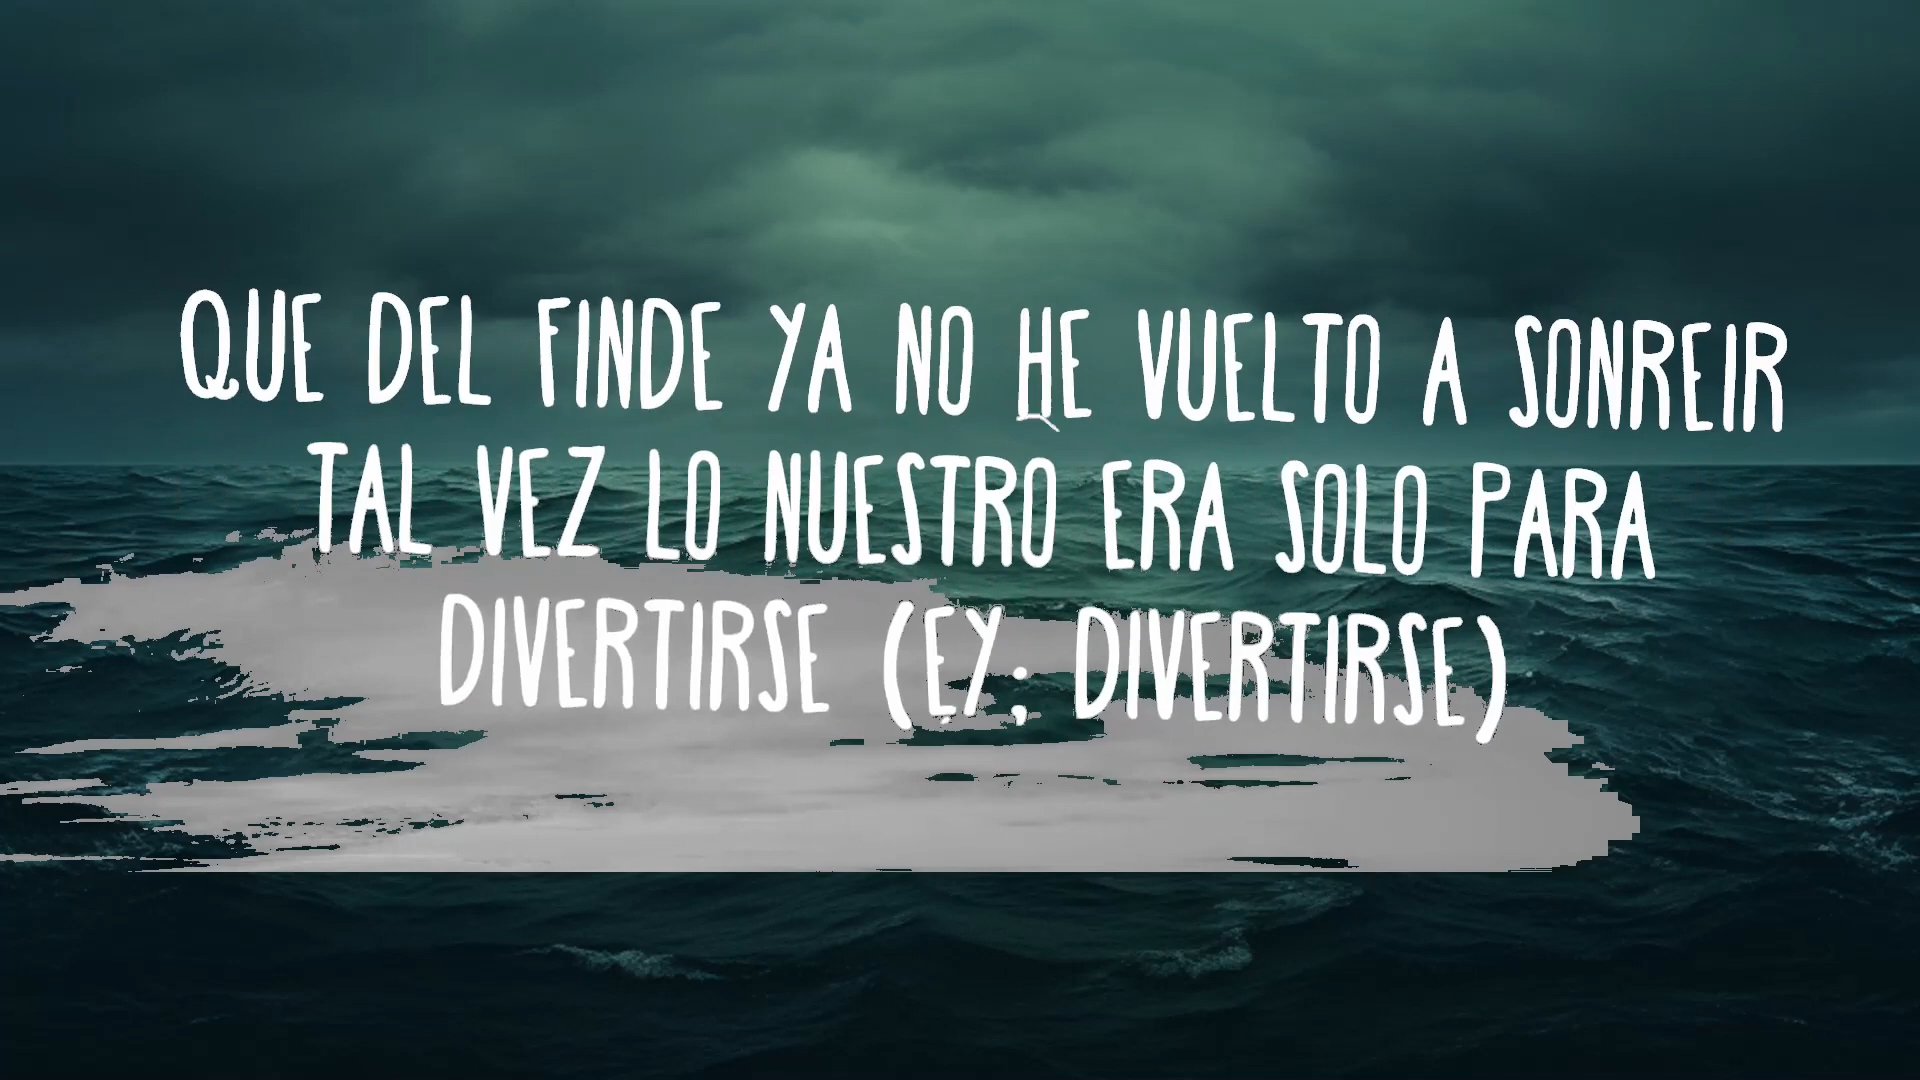 QUE DEL FINDE YA NO HE VUELTO A SONREIR
TAL VEZ LO NUESTRO ERA SOLO PARA
DIVERTIRSE (EY; DIVERTIRSE)